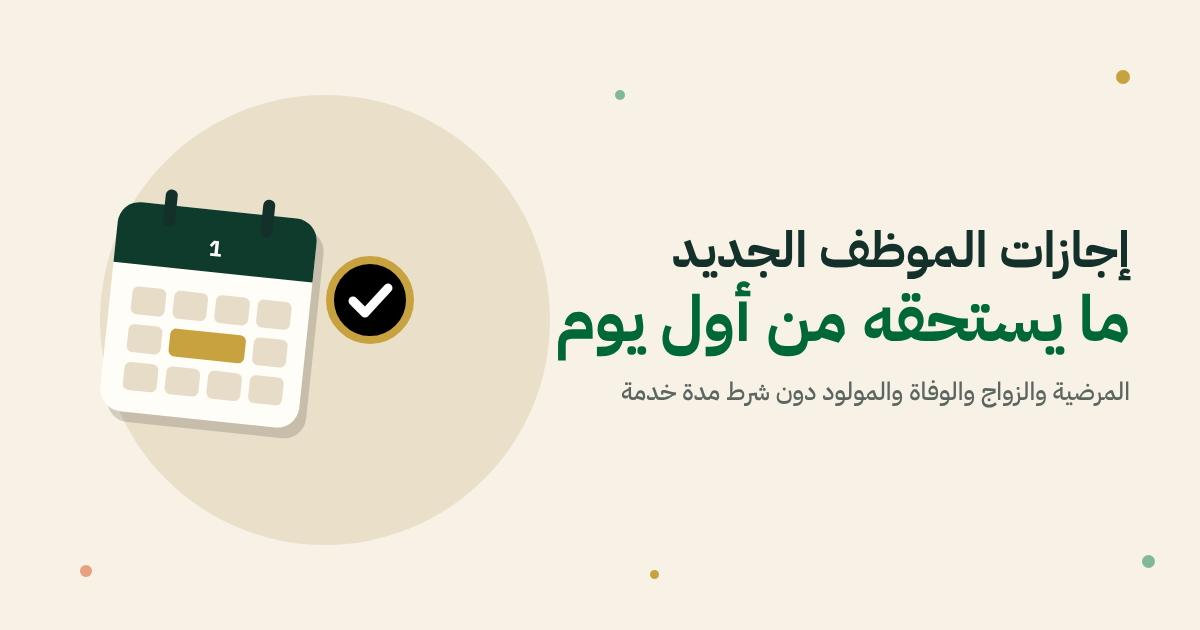 إجازات الموظف الجديد
ما يستحقه من أول يوم
المرضية والزواج والوفاة والمولود دون شرط مدة خدمة
1